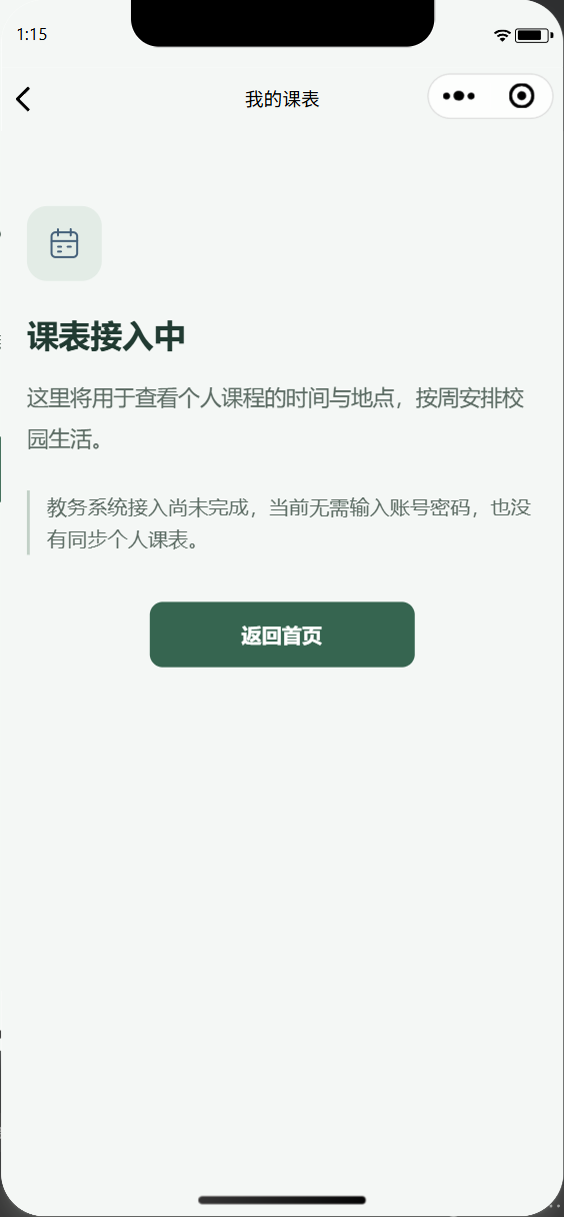 1:15
我的课表
课表接入中
这里将用于查看个人课程的时间与地点，按周安排校
园生活。
教务系统接入尚未完成，当前无需输入账号密码，也没
有同步个人课表。
返回首页